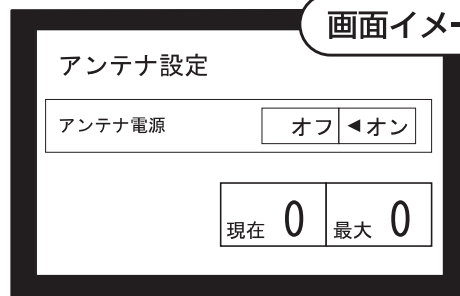 画面イメー
アンテナ設定
アンテナ電源 オフ ◀オン
現在 0 最大 0